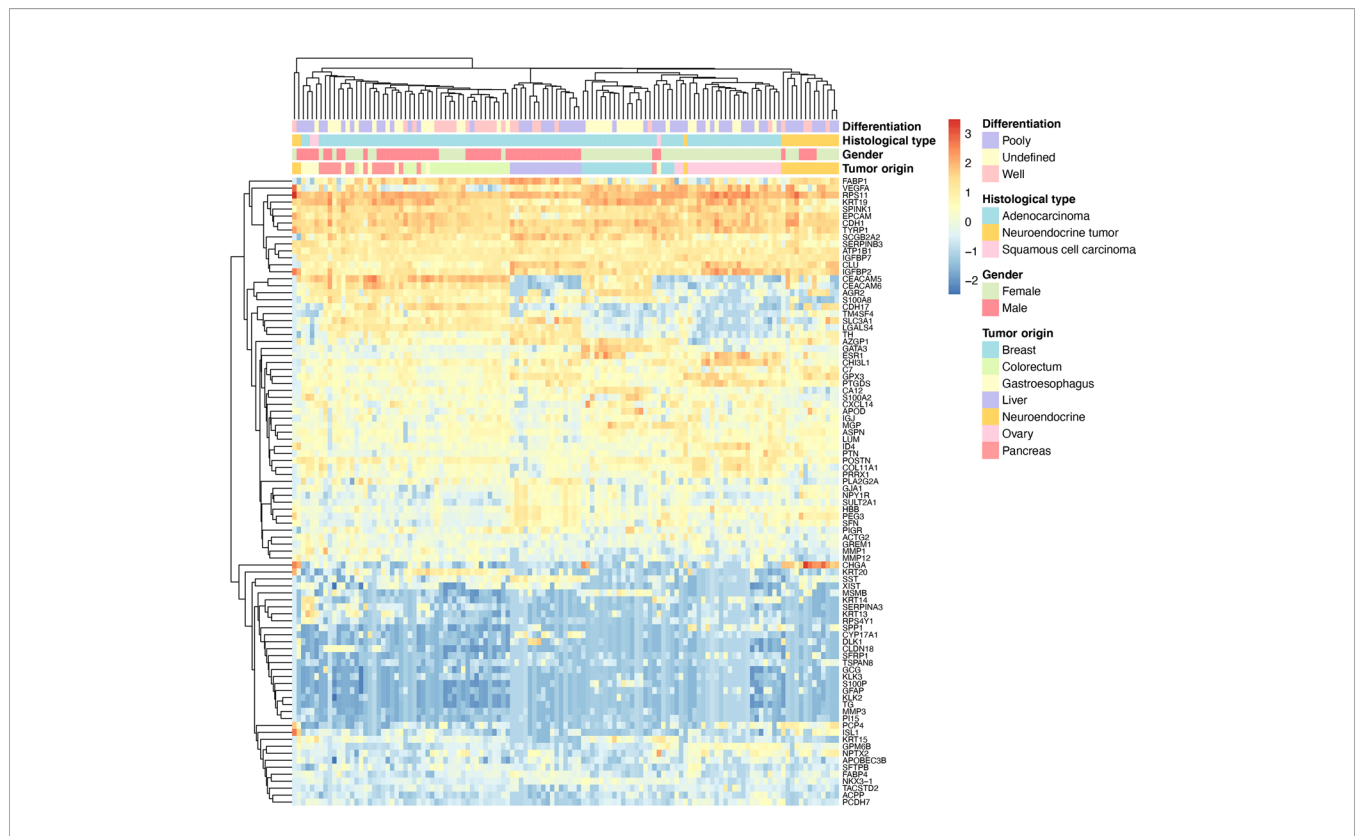 Differentiation
Histological type
Gender
Tumor origin
FABP1
VEGFA
RPS11
KRT19
SPINK1
EPCAM
CDH1
TYRP1
SCGB2A2
SERPINB3
ATP1B1
IGFBP7
CLU
IGFBP2
CEACAM5
CEACAM6
AGR2
S100A8
CDH17
TM4SF4
SLC3A1
LGALS4
TH
AZGP1
GATA3
ESR1
CHI3L1
C7
GPX3
PTGDS
CA12
S100A2
CXCL14
APOD
IGJ
MGP
ASPN
LUM
ID4
PTN
POSTN
COL11A1
PRRX1
PLA2G2A
GJA1
NPY1R
SULT2A1
HBB
PEG3
SFN
PIGR
ACTG2
GREM1
MMP1
MMP12
CHGA
KRT20
SST
XIST
MSMB
KRT14
SERPINA3
KRT13
RPS4Y1
SPP1
CYP17A1
DLK1
CLDN18
SFRP1
TSPAN8
GCG
KLK3
S100P
GFAP
KLK2
TG
MMP3
PI15
PCP4
ISL1
KRT15
GPM6B
NPTX2
APOBEC3B
SFTPB
FABP4
NKX3−1
TACSTD2
ACPP
PCDH7
3
2
1
0
−1
−2
Differentiation
Pooly
Undefined
Well
Histological type
Adenocarcinoma
Neuroendocrine tumor
Squamous cell carcinoma
Gender
Female
Male
Tumor origin
Breast
Colorectum
Gastroesophagus
Liver
Neuroendocrine
Ovary
Pancreas